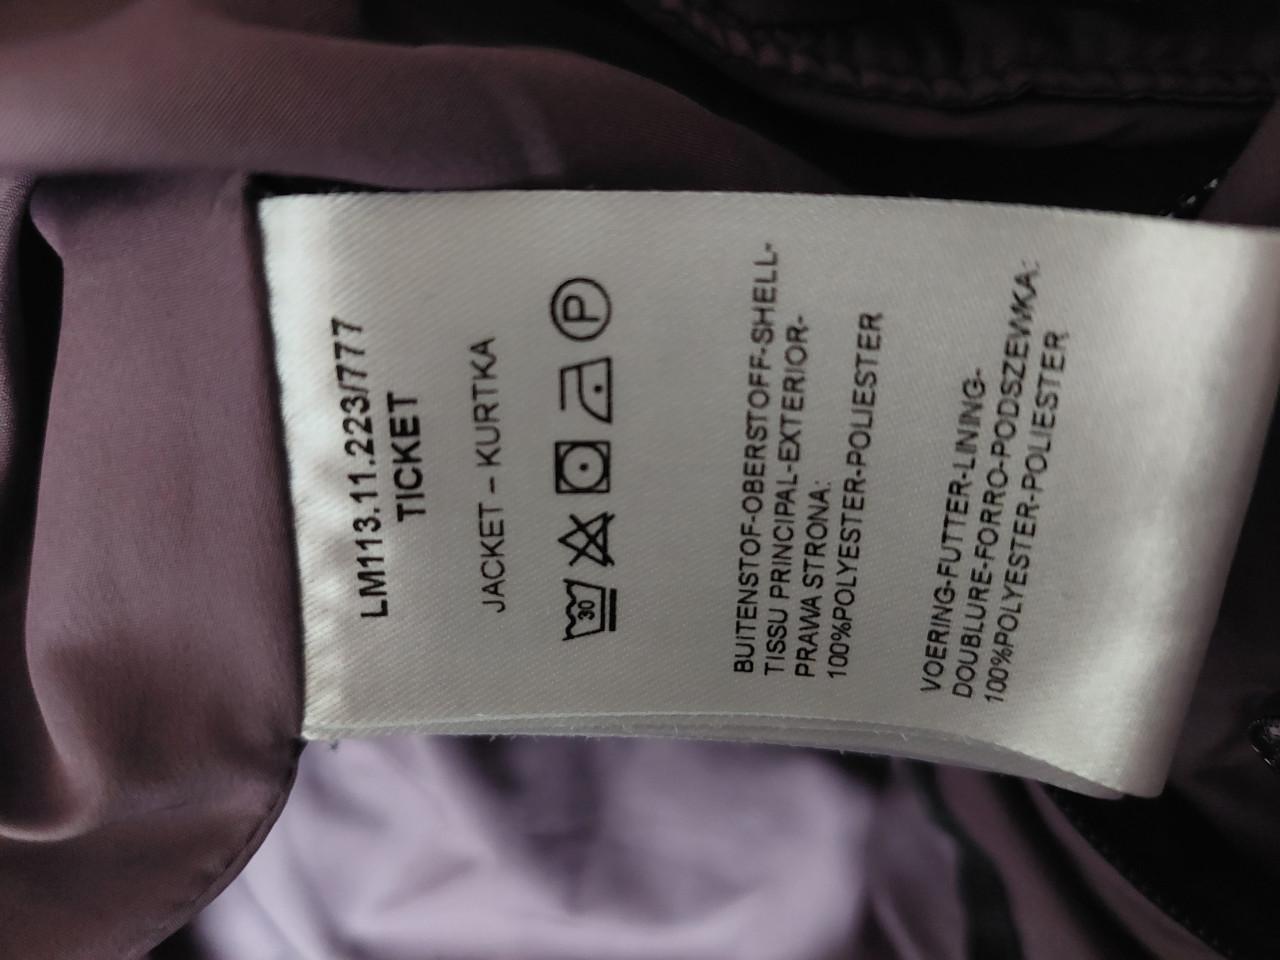 LM113.11.223/777
TICKET
JACKET – KURTKA
30 P
BUITENSTOF-OBERSTOFF-SHELL-
TISSU PRINCIPAL-EXTERIOR-
PRAWA STRONA:
100%POLYESTER-POLIESTER
VOERING-FUTTER-LINING-
DOUBLURE-FORRO-PODSZEWKA:
100%POLYESTER-POLIESTER